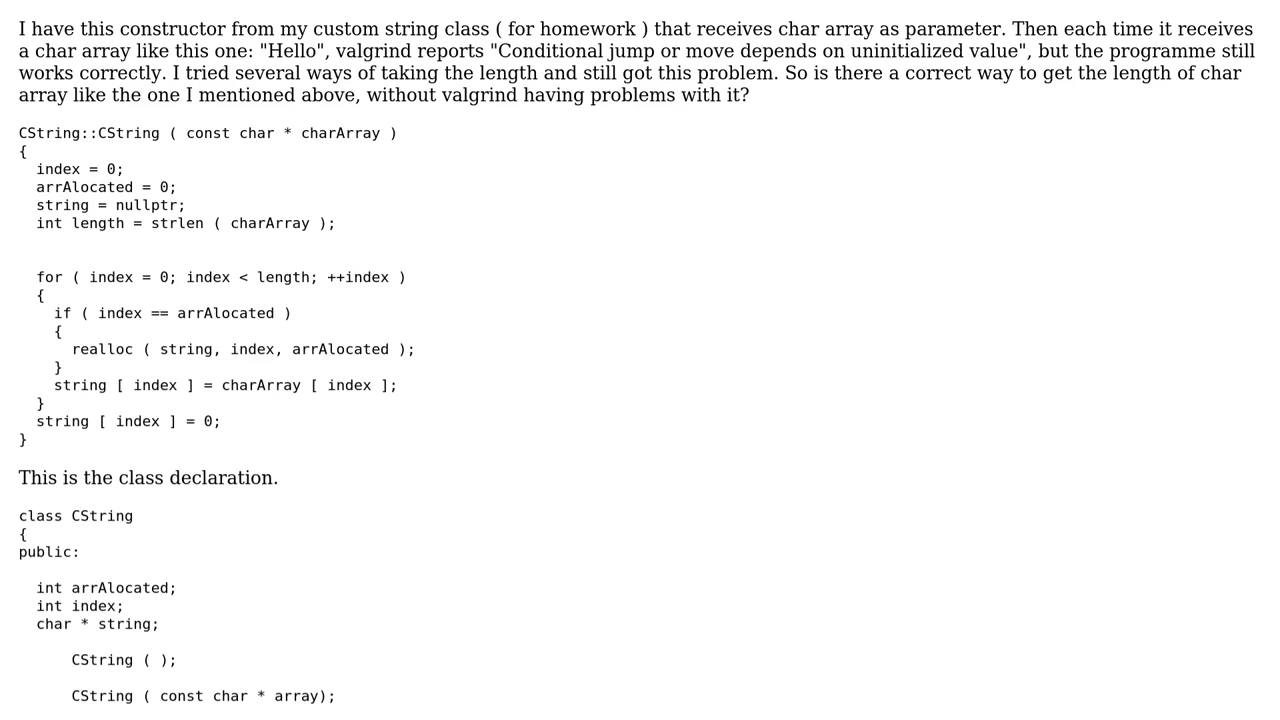 I have this constructor from my custom string class ( for homework ) that receives char array as parameter. Then each time it receives
a char array like this one: "Hello", valgrind reports "Conditional jump or move depends on uninitialized value", but the programme still
works correctly. I tried several ways of taking the length and still got this problem. So is there a correct way to get the length of char
array like the one I mentioned above, without valgrind having problems with it?
CString::CString ( const char * charArray )
{
  index = 0;
  arrAlocated = 0;
  string = nullptr;
  int length = strlen ( charArray );
  for ( index = 0; index < length; ++index )
  {
    if ( index == arrAlocated )
    {
      realloc ( string, index, arrAlocated );
    }
    string [ index ] = charArray [ index ];
  }
  string [ index ] = 0;
}
This is the class declaration.
class CString
{
public:
  int arrAlocated;
  int index;
  char * string;
      CString ( );
      CString ( const char * array);